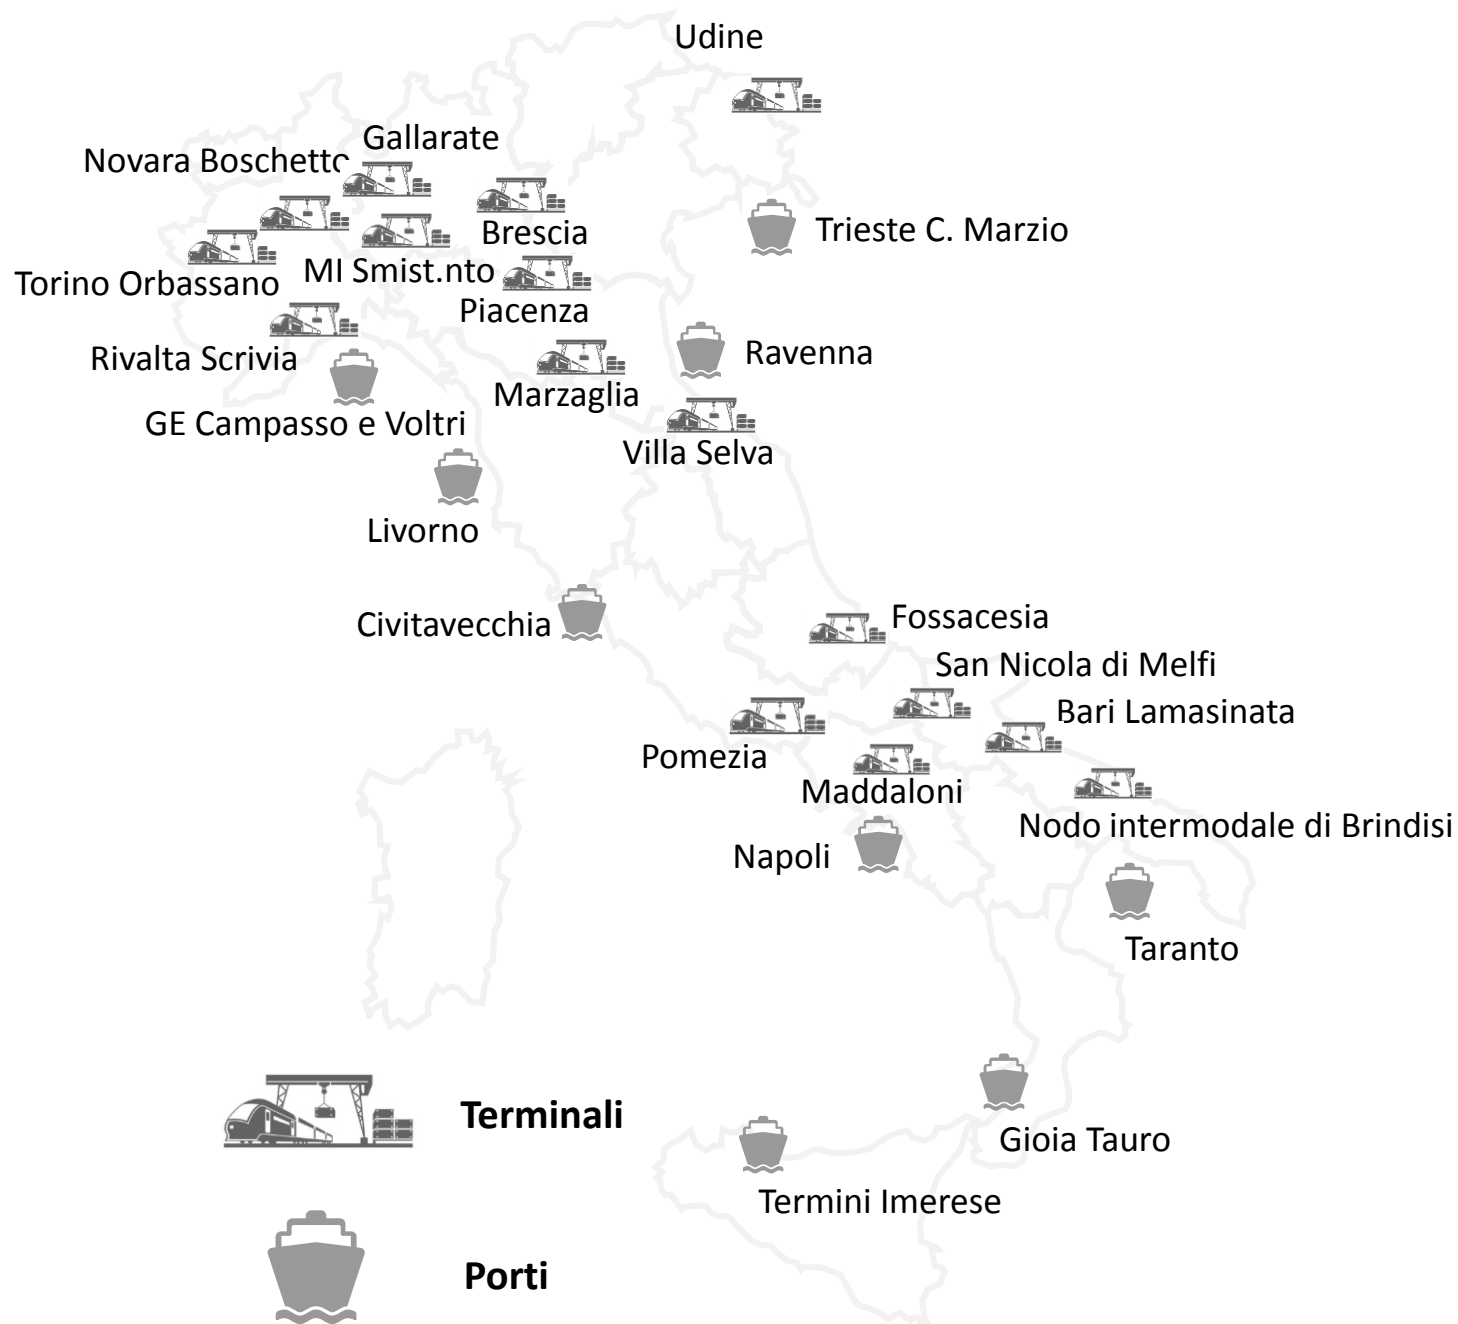 Udine
Gallarate
Novara Boschetto
Trieste C. Marzio
Brescia
MI Smist.nto
Torino Orbassano
Piacenza
Ravenna
Rivalta Scrivia
Marzaglia
GE Campasso e Voltri
Villa Selva
Livorno
Fossacesia
Civitavecchia
San Nicola di Melfi
Bari Lamasinata
Pomezia
Maddaloni
Nodo intermodale di Brindisi
Napoli
Taranto
Terminali
Gioia Tauro
Termini Imerese
Porti